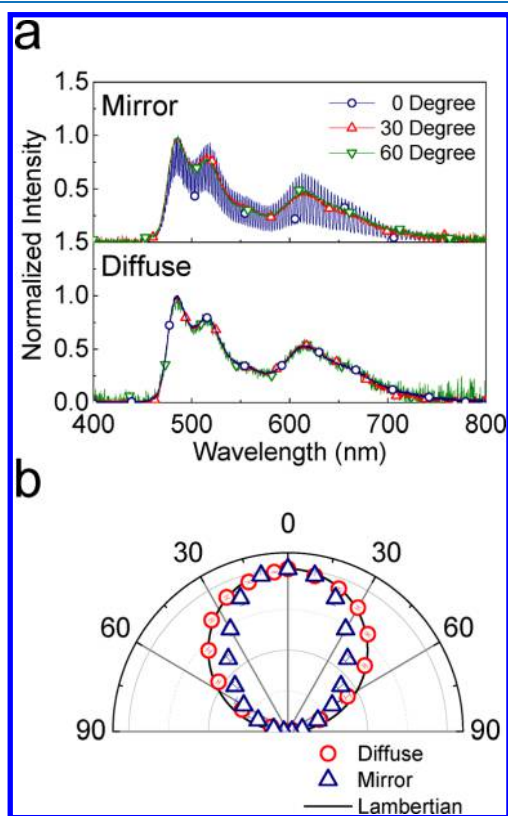 a
Mirror
0 Degree
30 Degree
60 Degree
1.5
1.0
0.5
1.5
Diffuse
1.0
0.5
0.0
Normalized Intensity
400 500 600 700 800
Wavelength (nm)
b
0
30 30
60 60
90 90
Diffuse
Mirror
Lambertian